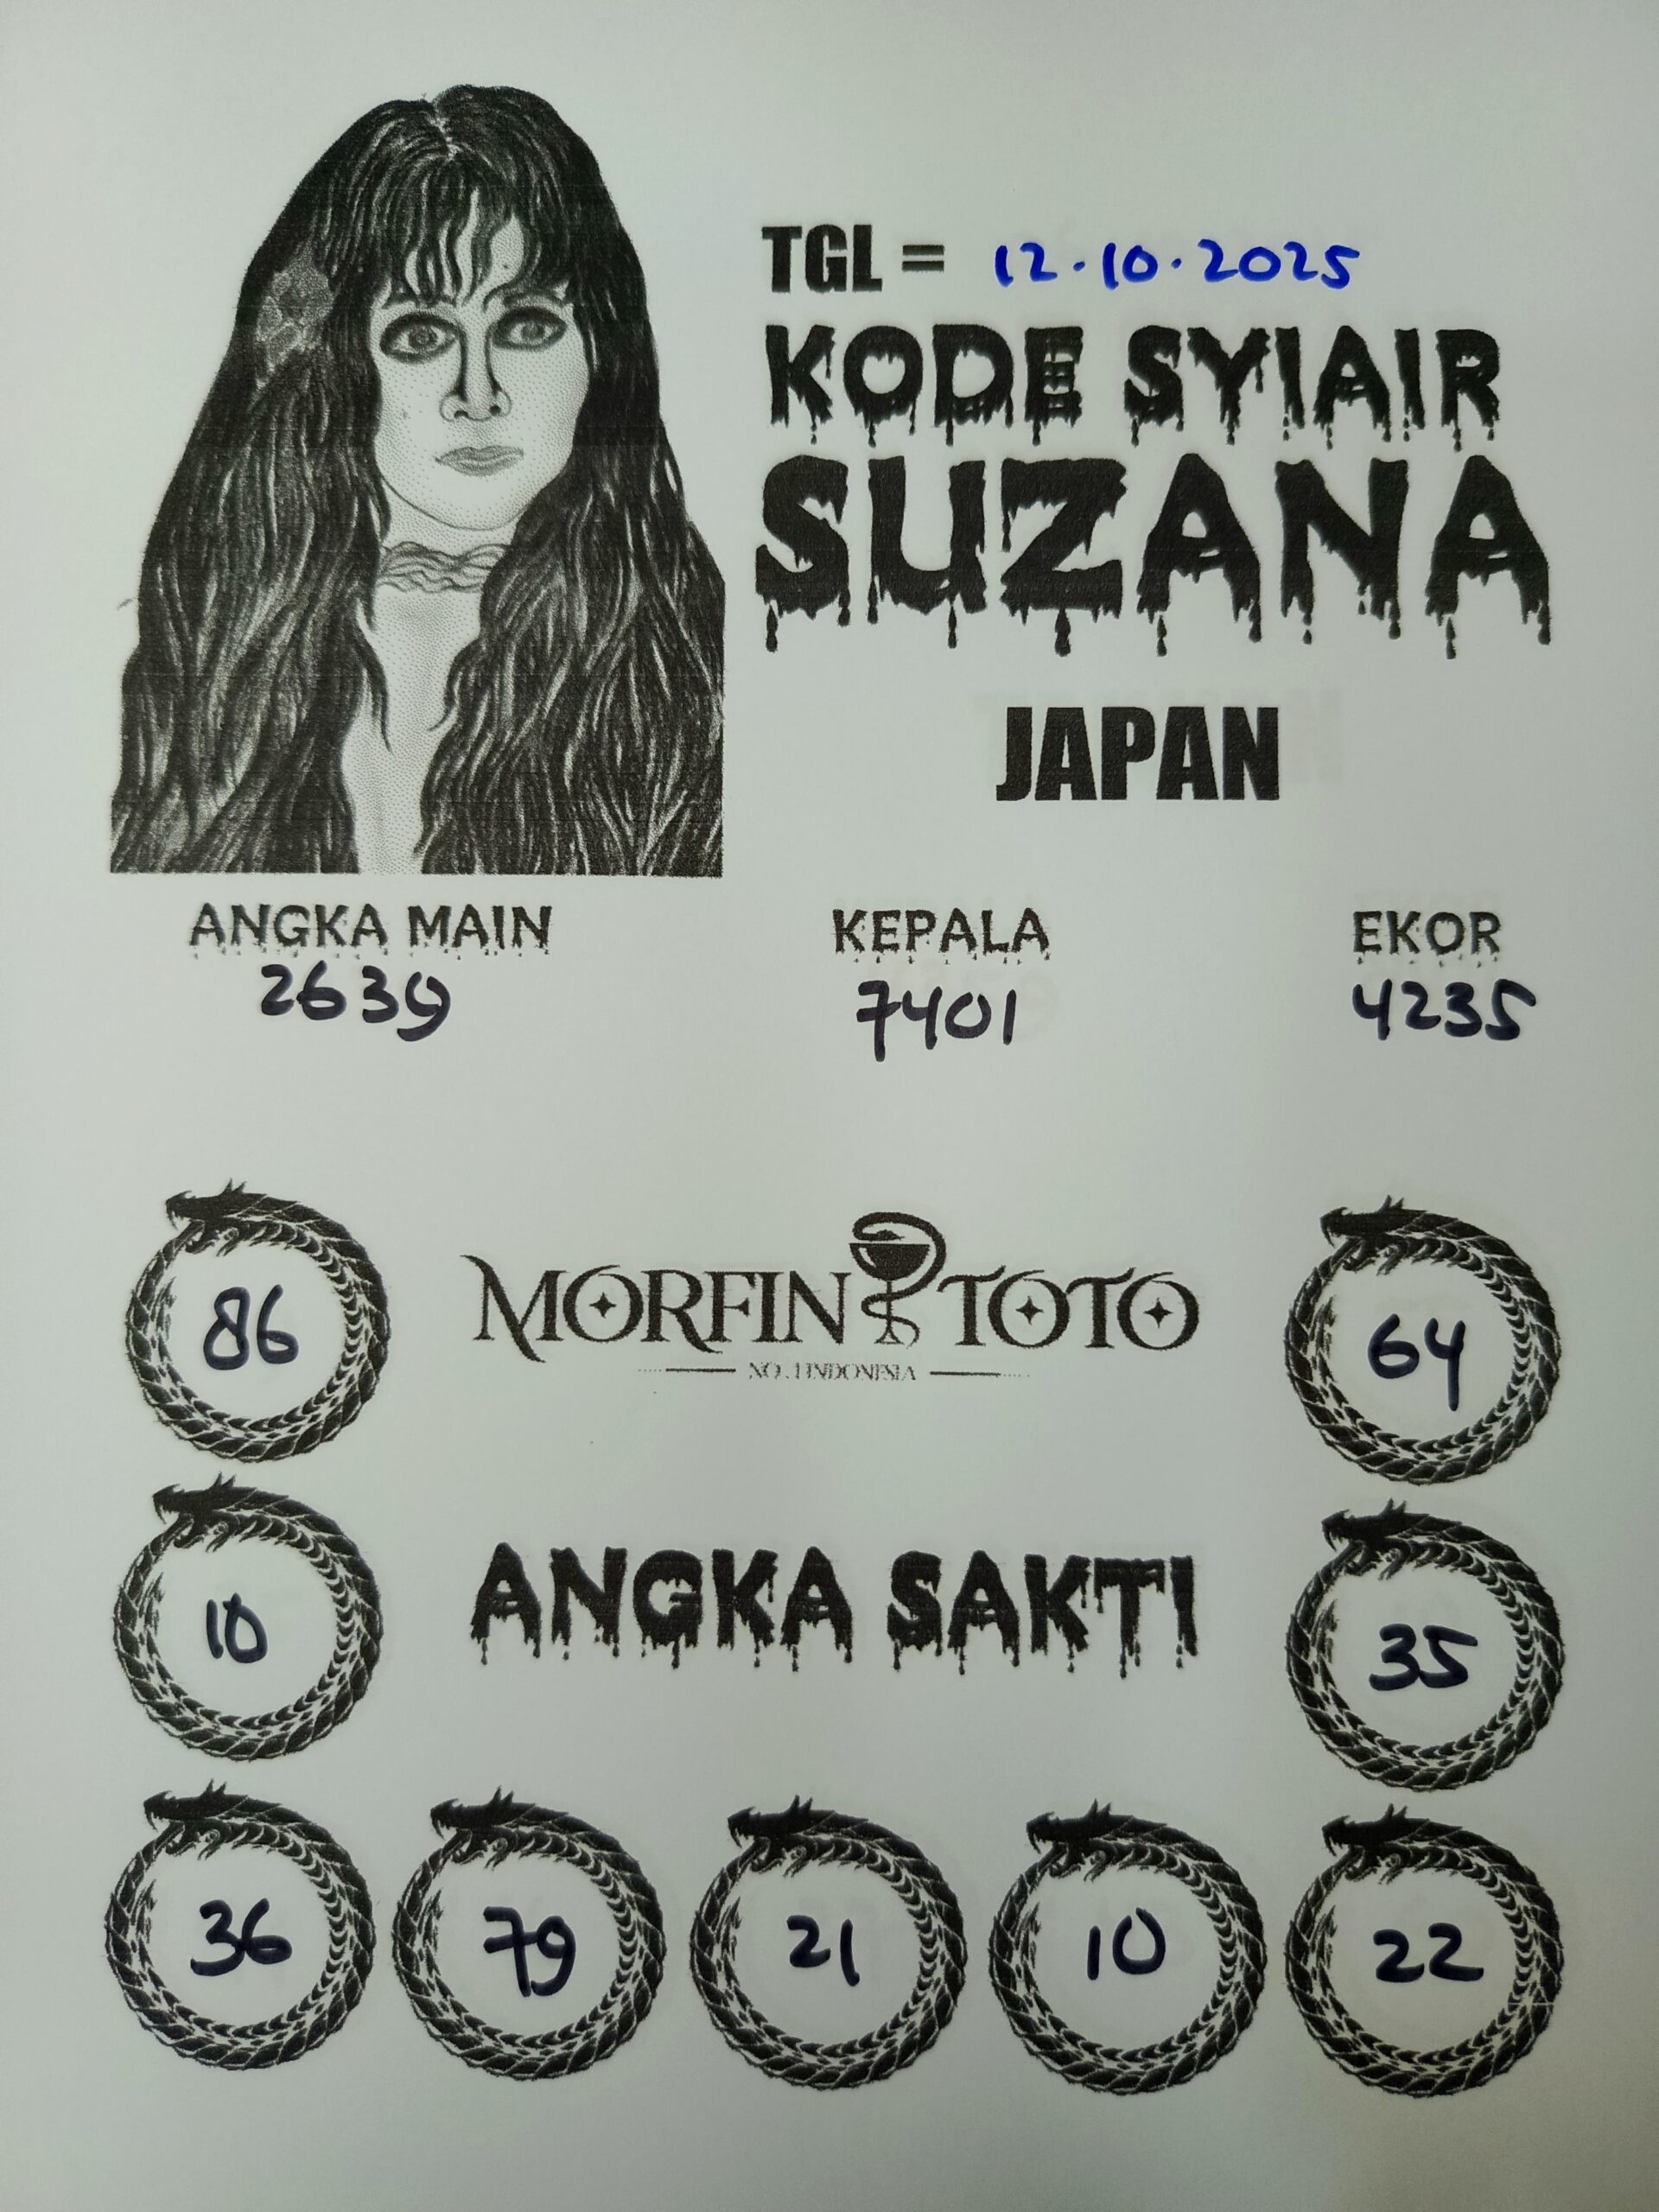 TGL = 12.10.2025
KODE SYIAIR
SUZANA
JAPAN
ANGKA MAIN KEPALA EKOR
2639 7401 4235
86 MORFIN TOTO 64
NO.1 INDONESIA
10 ANGKA SAKTI 35
36 79 21 10 22